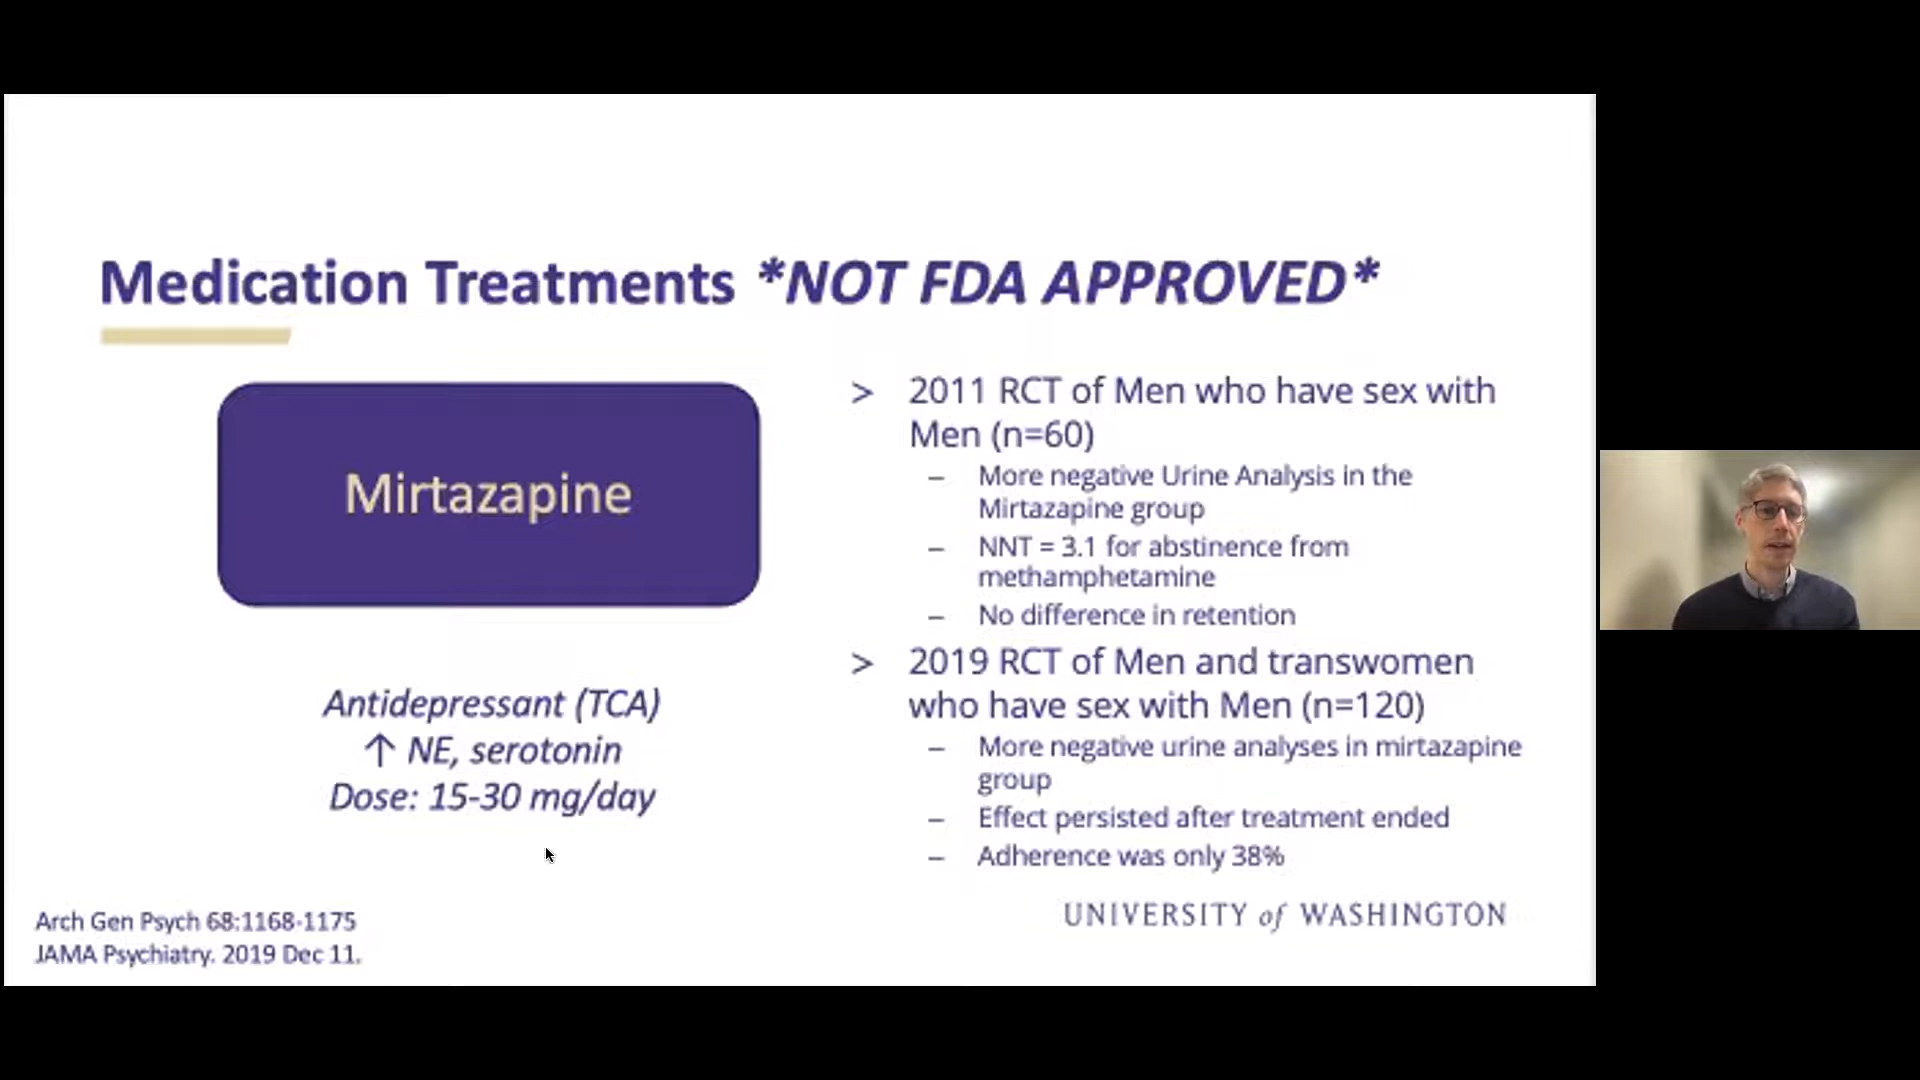 Medication Treatments *NOT FDA APPROVED*
Mirtazapine
Antidepressant (TCA)
↑ NE, serotonin
Dose: 15-30 mg/day
> 2011 RCT of Men who have sex with
Men (n=60)
– More negative Urine Analysis in the
Mirtazapine group
– NNT = 3.1 for abstinence from
methamphetamine
– No difference in retention
> 2019 RCT of Men and transwomen
who have sex with Men (n=120)
– More negative urine analyses in mirtazapine
group
– Effect persisted after treatment ended
– Adherence was only 38%
Arch Gen Psych 68:1168-1175
JAMA Psychiatry. 2019 Dec 11.
UNIVERSITY of WASHINGTON